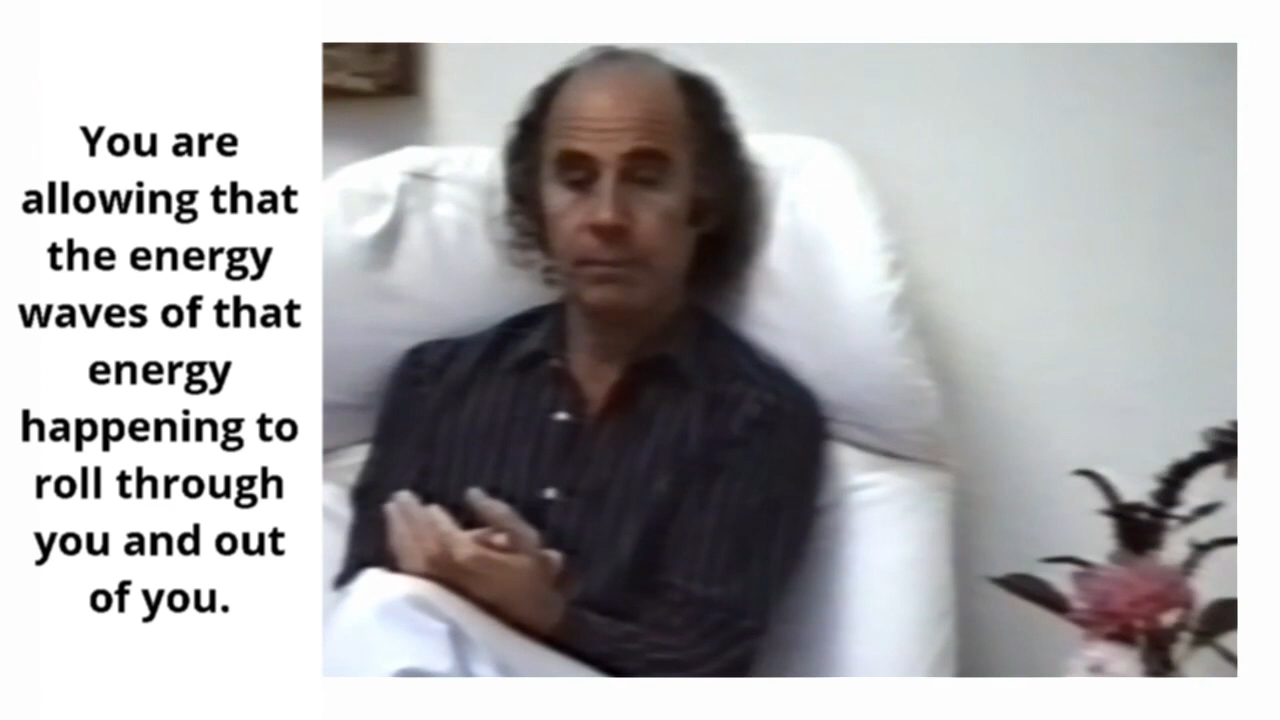 You are
allowing that
the energy
waves of that
energy
happening to
roll through
you and out
of you.